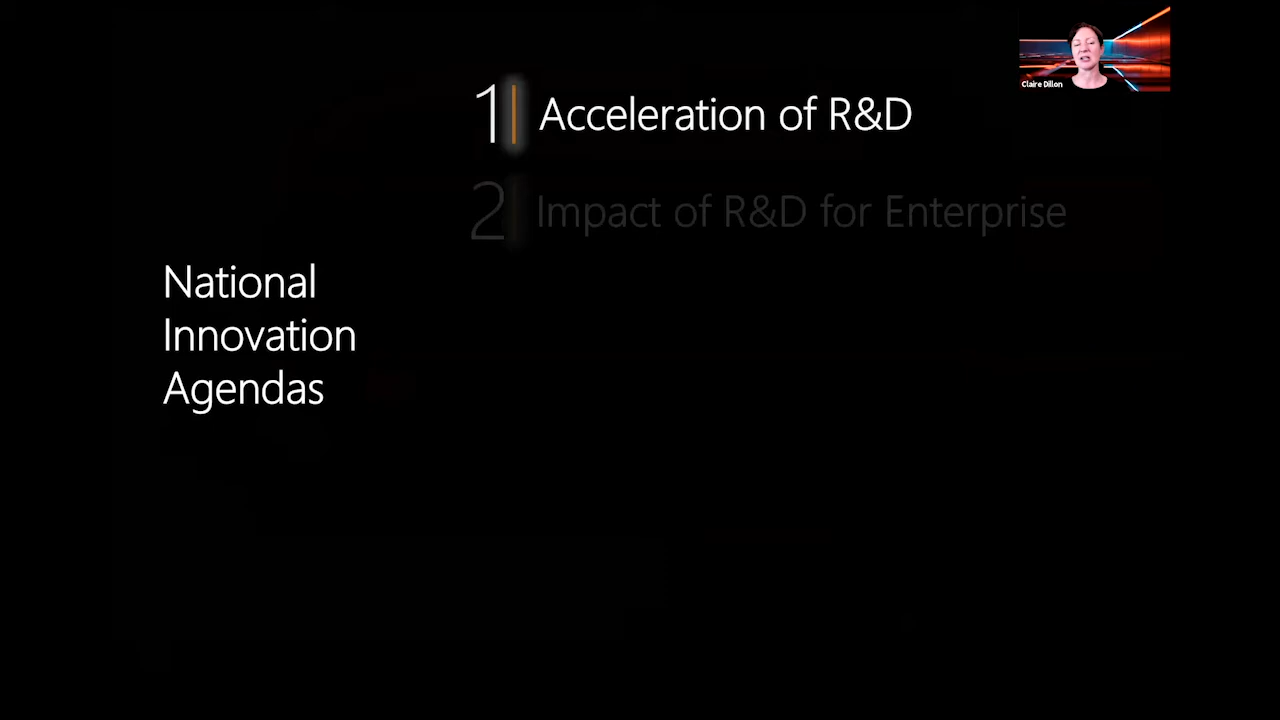 Claire Dillon
1 Acceleration of R&D
2 Impact of R&D for Enterprise
National
Innovation
Agendas